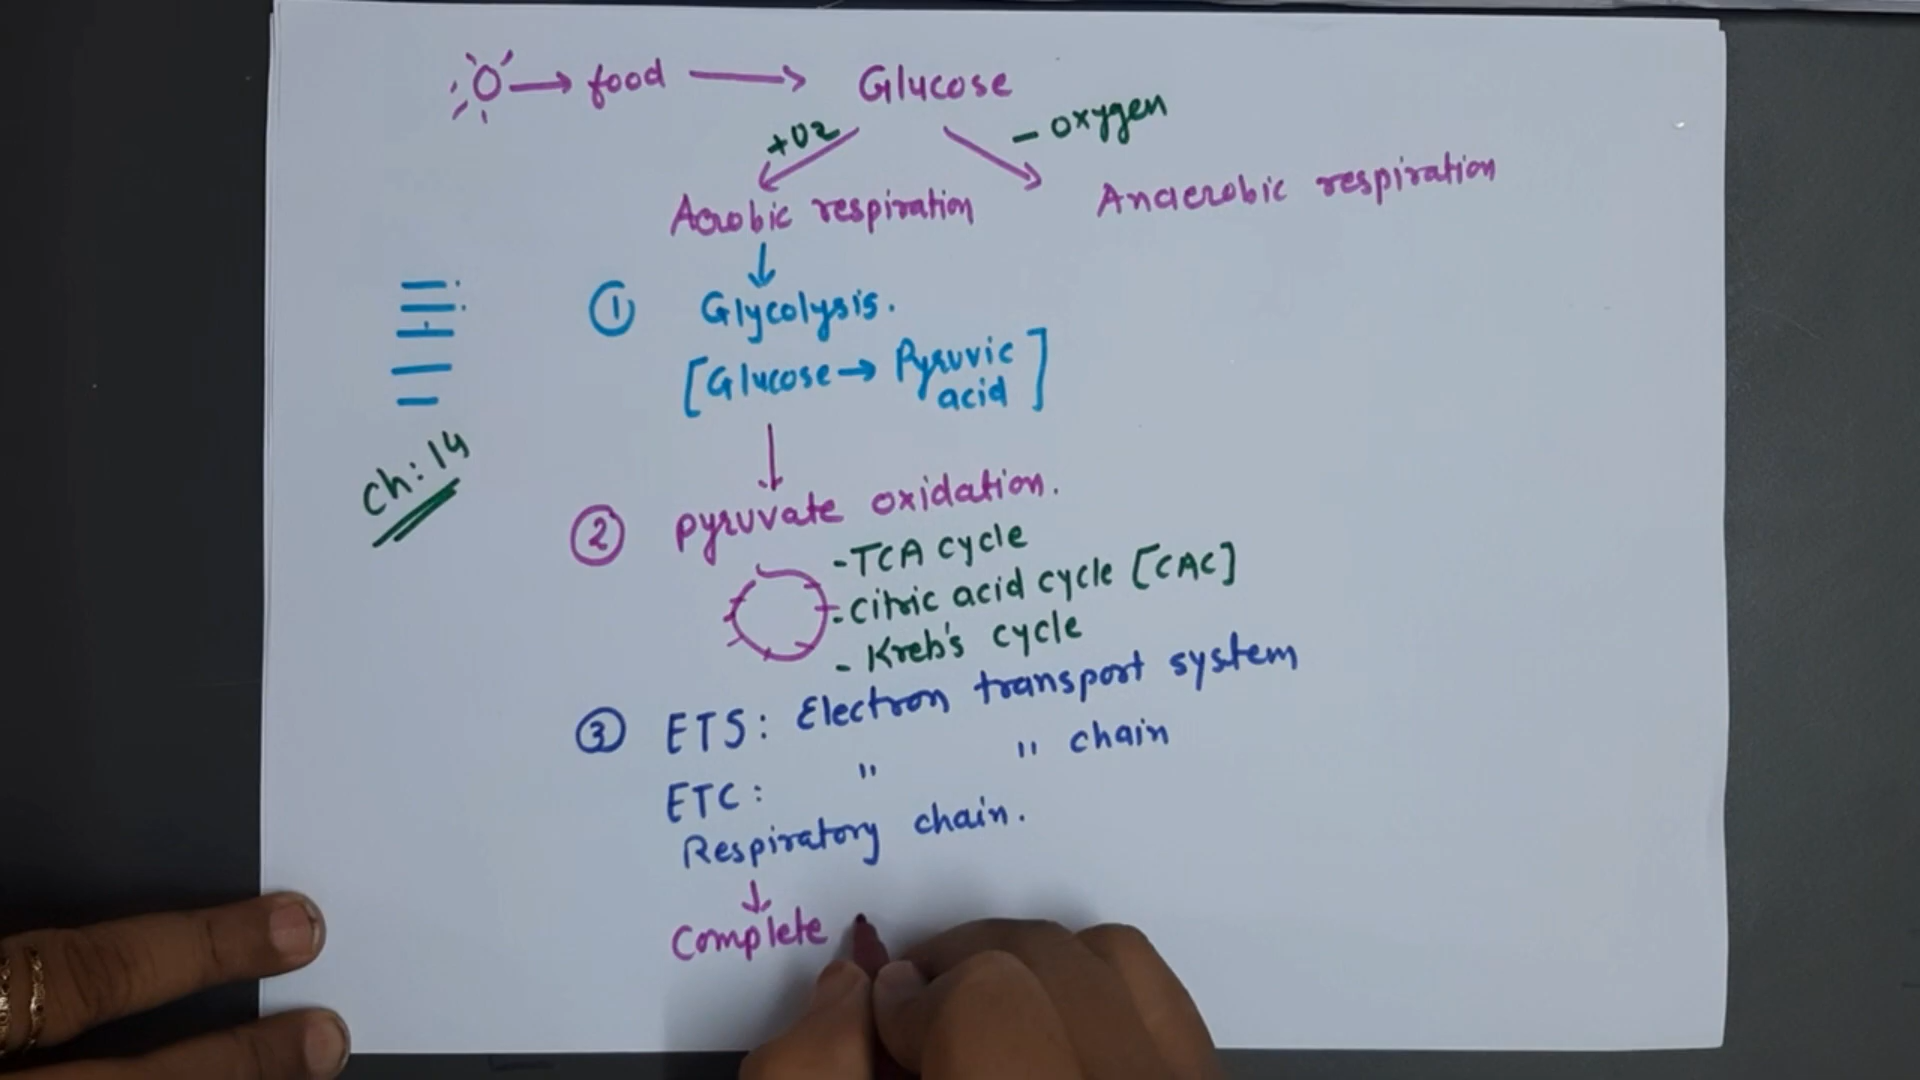 → food → Glucose
+O2 - oxygen
Aerobic respiration Anaerobic respiration
① Glycolysis.
[Glucose → Pyruvic
acid]
Ch: 14
② pyruvate oxidation.
-TCA cycle
- Citric acid cycle [CAC]
- Kreb's cycle
③ ETS: Electron transport system
ETC: " " chain
Respiratory chain.
Complete